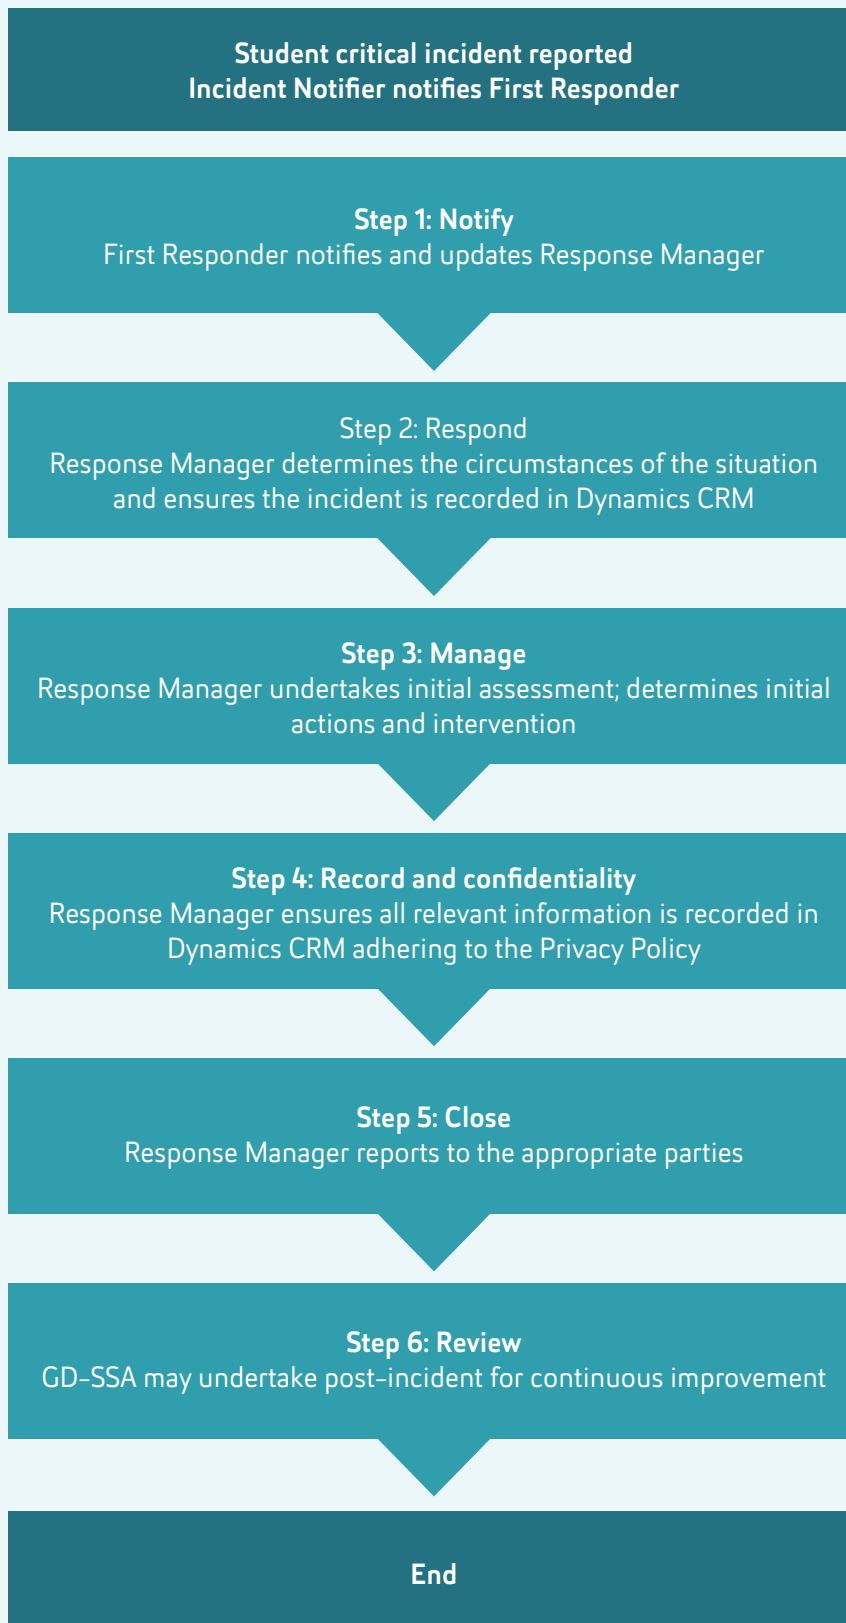 Student critical incident reported
Incident Notifier notifies First Responder
Step 1: Notify
First Responder notifies and updates Response Manager
Step 2: Respond
Response Manager determines the circumstances of the situation
and ensures the incident is recorded in Dynamics CRM
Step 3: Manage
Response Manager undertakes initial assessment; determines initial
actions and intervention
Step 4: Record and confidentiality
Response Manager ensures all relevant information is recorded in
Dynamics CRM adhering to the Privacy Policy
Step 5: Close
Response Manager reports to the appropriate parties
Step 6: Review
GD-SSA may undertake post-incident for continuous improvement
End